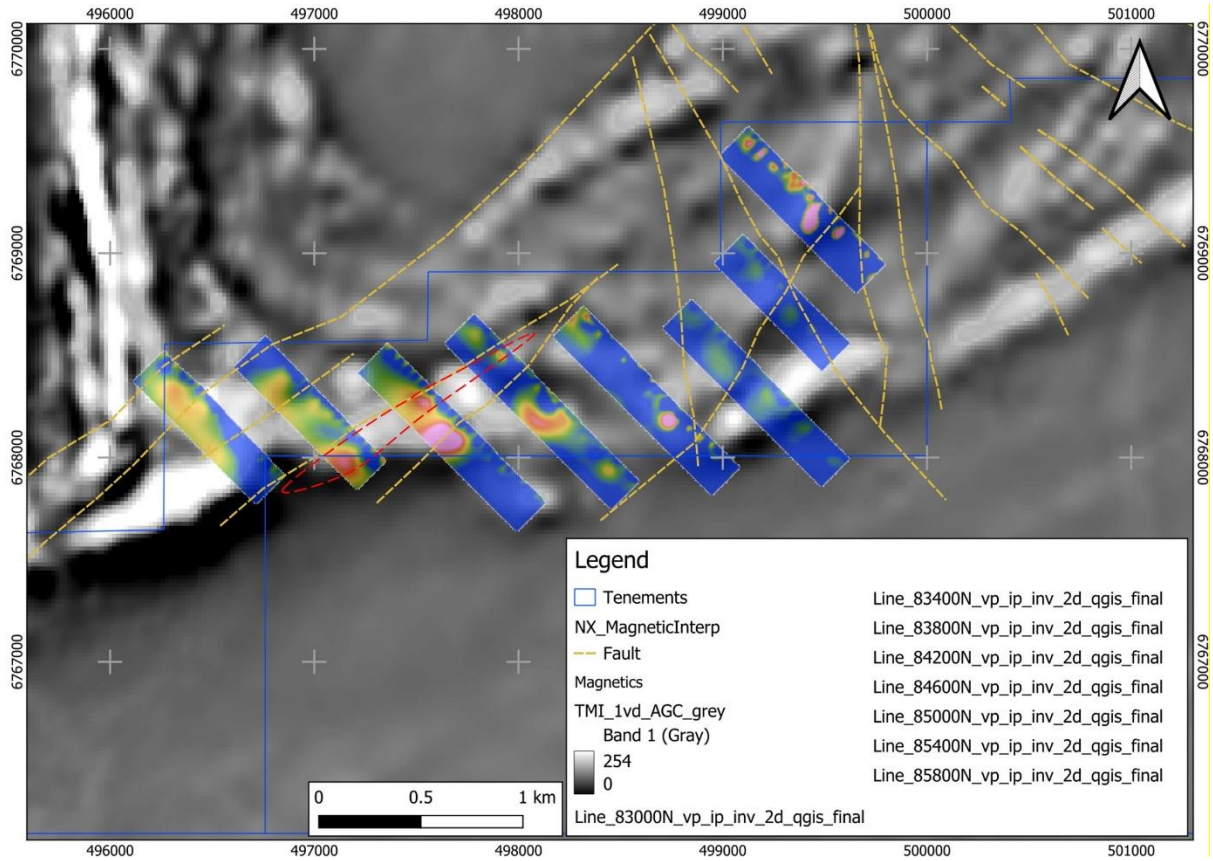 496000 497000 498000 499000 500000 501000
6770000 6770000
6769000 6769000
6768000 6768000
6767000 6767000
Legend
Tenements
NX_MagneticInterp
Fault
Magnetics
TMI_1vd_AGC_grey
Band 1 (Gray)
254
0
Line_83000N_vp_ip_inv_2d_qgis_final
Line_83400N_vp_ip_inv_2d_qgis_final
Line_83800N_vp_ip_inv_2d_qgis_final
Line_84200N_vp_ip_inv_2d_qgis_final
Line_84600N_vp_ip_inv_2d_qgis_final
Line_85000N_vp_ip_inv_2d_qgis_final
Line_85400N_vp_ip_inv_2d_qgis_final
Line_85800N_vp_ip_inv_2d_qgis_final
0 0.5 1 km
496000 497000 498000 499000 500000 501000